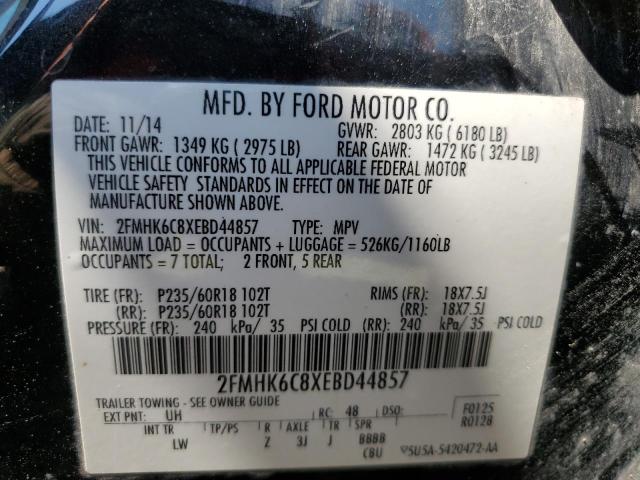 MFD. BY FORD MOTOR CO.
DATE: 11/14 GVWR: 2803 KG ( 6180 LB)
FRONT GAWR: 1349 KG ( 2975 LB) REAR GAWR: 1472 KG ( 3245 LB)
THIS VEHICLE CONFORMS TO ALL APPLICABLE FEDERAL MOTOR
VEHICLE SAFETY STANDARDS IN EFFECT ON THE DATE OF
MANUFACTURE SHOWN ABOVE.
VIN: 2FMHK6C8XEBD44857 TYPE: MPV
MAXIMUM LOAD = OCCUPANTS + LUGGAGE = 526KG/1160LB
OCCUPANTS = 7 TOTAL; 2 FRONT, 5 REAR
TIRE (FR): P235/60R18 102T RIMS (FR): 18X7.5J
(RR): P235/60R18 102T (RR): 18X7.5J
PRESSURE (FR): 240 kPa/ 35 PSI COLD (RR): 240 kPa/ 35 PSI COLD
2FMHK6C8XEBD44857
TRAILER TOWING - SEE OWNER GUIDE
EXT PNT: UH RC: 48 DSO: F0125
R0128
INT TR TP/PS R AXLE TR SPR
LW Z 3J J BBBB
CBU
5U5A-5420472-AA